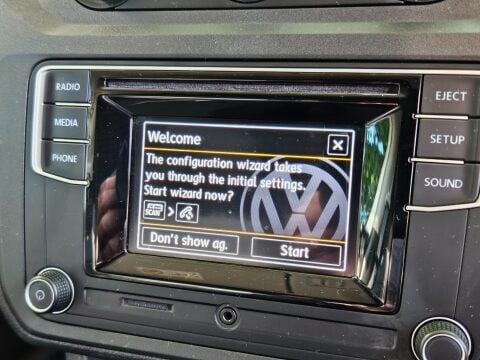 RADIO
MEDIA
PHONE
EJECT
SETUP
SOUND
Welcome
The configuration wizard takes
you through the initial settings.
Start wizard now?
SCAN >
Don't show ag.
Start